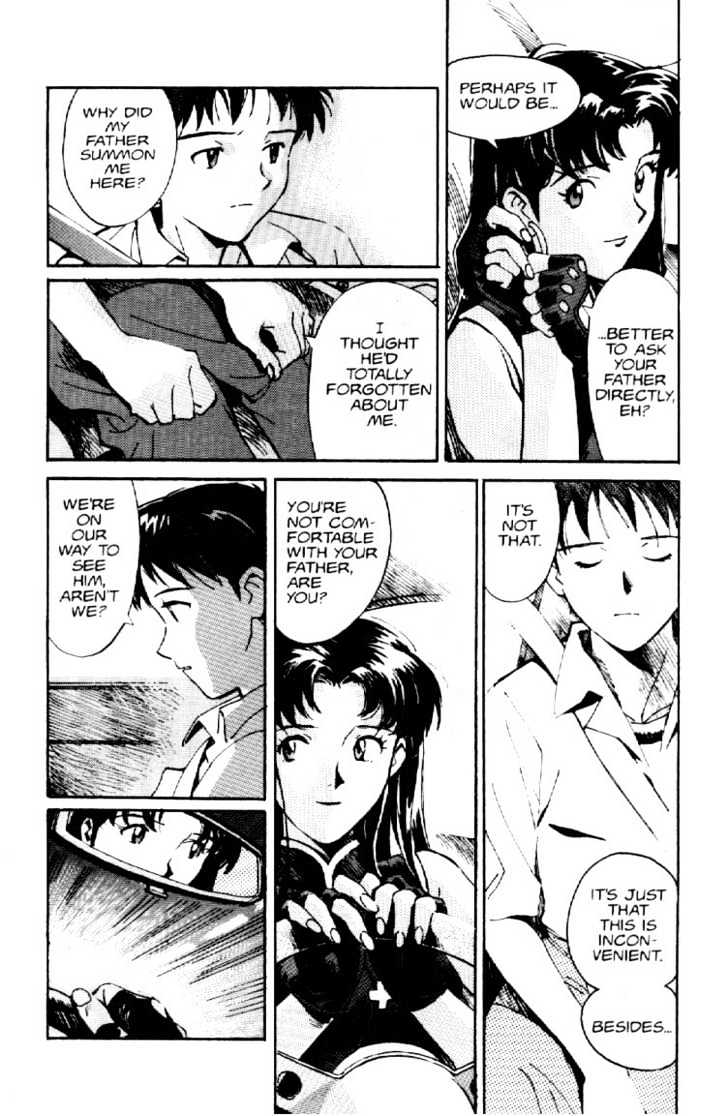 WHY DID
MY
FATHER
SUMMON
ME
HERE?
I
THOUGHT
HE'D
TOTALLY
FORGOTTEN
ABOUT
ME.
PERHAPS IT
WOULD BE...
...BETTER
TO ASK
YOUR
FATHER
DIRECTLY,
EH?
WE'RE
ON
OUR
WAY TO
SEE
HIM,
AREN'T
WE?
YOU'RE
NOT COM-
FORTABLE
WITH YOUR
FATHER,
ARE
YOU?
IT'S
NOT
THAT.
IT'S JUST
THAT
THIS IS
INCON-
VENIENT.
BESIDES...